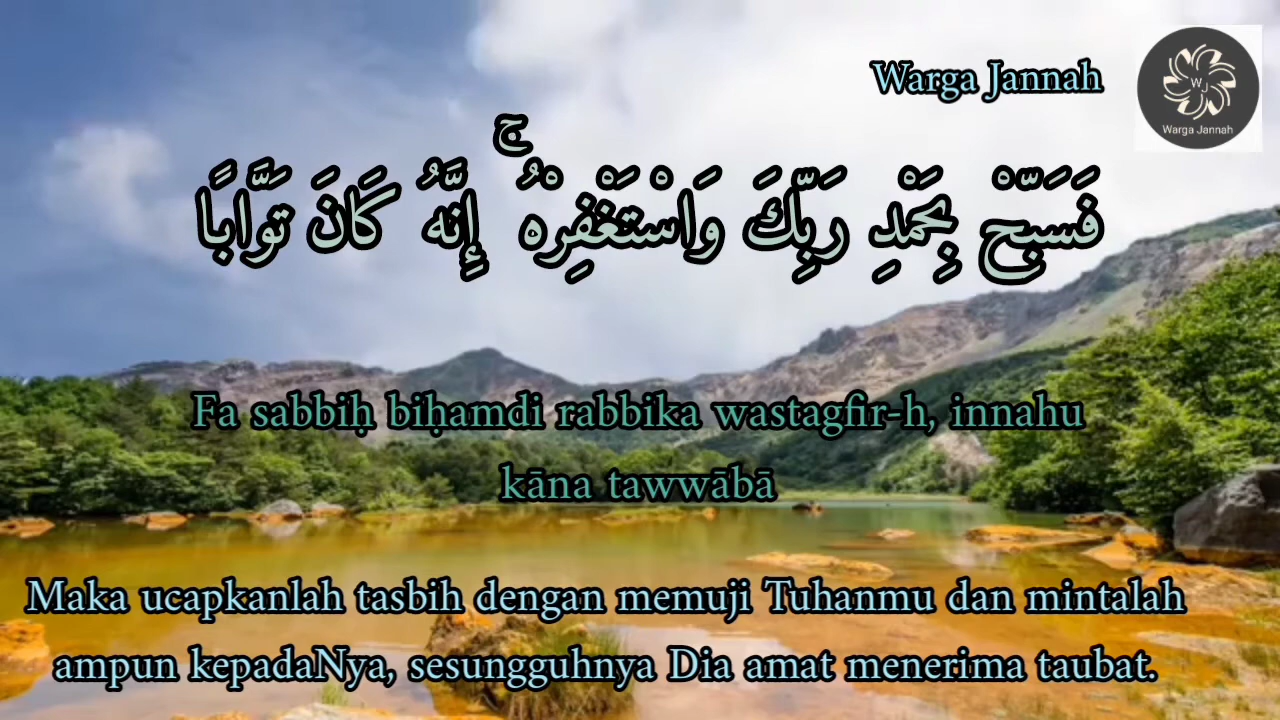 Warga Jannah
W
J
Warga Jannah
فَسَبِّحْ بِحَمْدِ رَبِّكَ وَاسْتَغْفِرْهُ ۚ إِنَّهُ كَانَ تَوَّابًا
Fa sabbiḥ biḥamdi rabbika wastagfir-h, innahu
kāna tawwābā
Maka ucapkanlah tasbih dengan memuji Tuhanmu dan mintalah
ampun kepadaNya, sesungguhnya Dia amat menerima taubat.